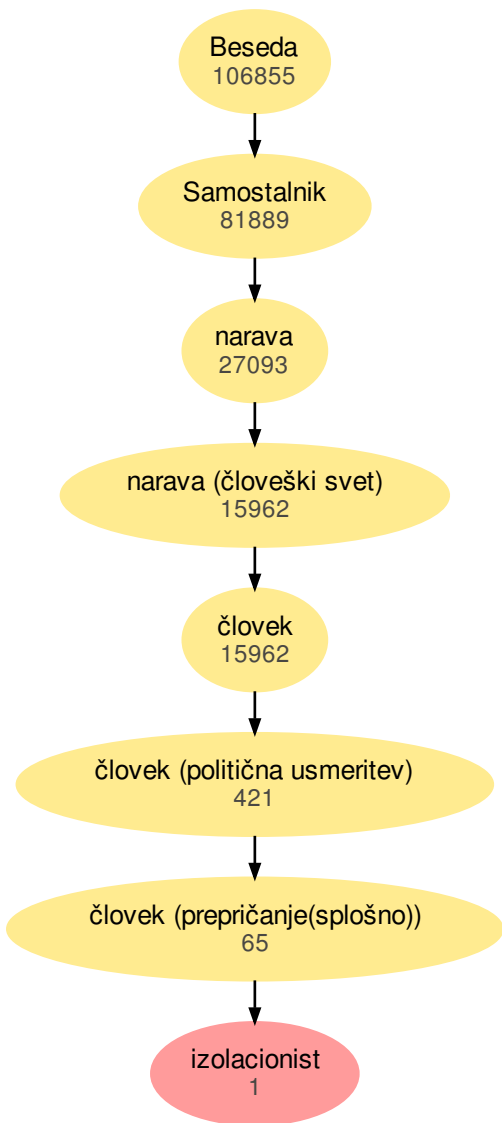 Beseda
106855
Samostalnik
81889
narava
27093
narava (človeški svet)
15962
človek
15962
človek (politična usmeritev)
421
človek (prepričanje(splošno))
65
izolacionist
1